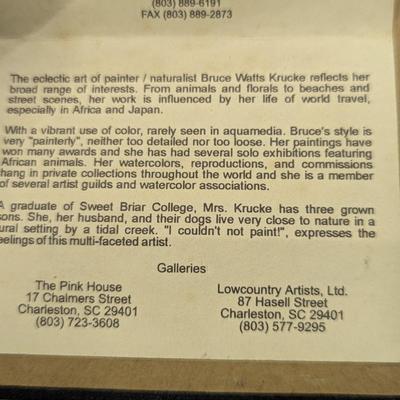 (803) 889-6191
FAX (803) 889-2873
The eclectic art of painter / naturalist Bruce Watts Krucke reflects her
broad range of interests. From animals and florals to beaches and
street scenes, her work is influenced by her life of world travel,
especially in Africa and Japan.
With a vibrant use of color, rarely seen in aquamedia. Bruce's style is
very "painterly", neither too detailed nor too loose. Her paintings have
won many awards and she has had several solo exhibitions featuring
African animals. Her watercolors, reproductions, and commissions
hang in private collections throughout the world and she is a member
of several artist guilds and watercolor associations.
A graduate of Sweet Briar College, Mrs. Krucke has three grown
sons. She, her husband, and their dogs live very close to nature in a
ural setting by a tidal creek. "I couldn't not paint!", expresses the
eelings of this multi-faceted artist.
Galleries
The Pink House
17 Chalmers Street
Charleston, SC 29401
(803) 723-3608
Lowcountry Artists, Ltd.
87 Hasell Street
Charleston, SC 29401
(803) 577-9295